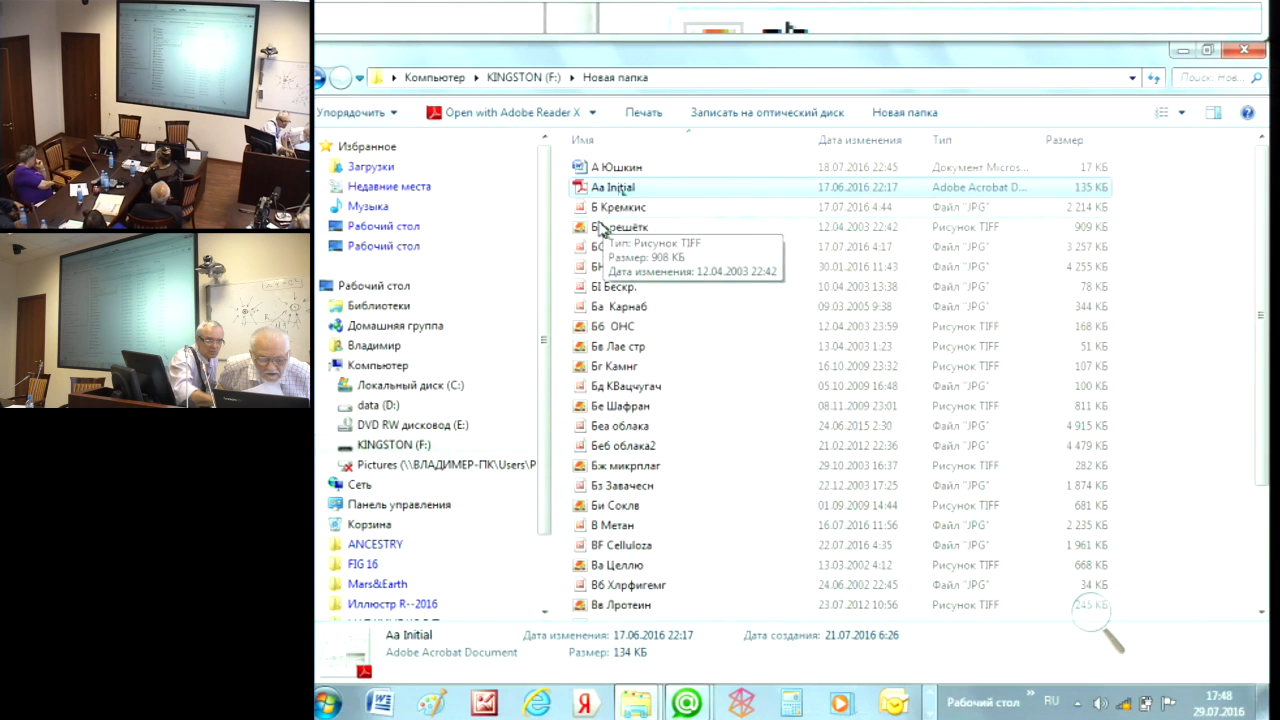 Компьютер ▸ KINGSTON (F:) ▸ Новая папка
Поиск: Нов...
Упорядочить Open with Adobe Reader X Печать Записать на оптический диск Новая папка
Избранное
Загрузки
Недавние места
Музыка
Рабочий стол
Рабочий стол
Рабочий стол
Библиотеки
Домашняя группа
Владимир
Компьютер
Локальный диск (C:)
data (D:)
DVD RW дисковод (E:)
KINGSTON (F:)
Pictures (\\ВЛАДИМЕР-ПК\Users\P
Сеть
Панель управления
Корзина
ANCESTRY
FIG 16
Mars&Earth
Иллюстр R--2016
Имя Дата изменения Тип Размер
А Юшкин 18.07.2016 22:45 Документ Micros... 17 КБ
Aa Initial 17.06.2016 22:17 Adobe Acrobat D... 135 КБ
Б Кремкис 17.07.2016 4:44 Файл "JPG" 2 214 КБ
решётк 12.04.2003 22:42 Рисунок TIFF 909 КБ
17.07.2016 4:17 Файл "JPG" 3 257 КБ
30.01.2016 11:43 Файл "JPG" 4 255 КБ
БI Бескр. 10.04.2003 13:38 Файл "JPG" 78 КБ
Ба Карнаб 09.03.2005 9:38 Файл "JPG" 344 КБ
Бб ОНС 12.04.2003 23:59 Рисунок TIFF 168 КБ
Бв Лае стр 13.04.2003 1:23 Рисунок TIFF 51 КБ
Бг Камнг 16.10.2009 23:32 Рисунок TIFF 107 КБ
Бд КВацчугач 05.10.2009 16:48 Файл "JPG" 100 КБ
Бе Шафран 08.11.2009 23:01 Рисунок TIFF 811 КБ
Беа облака 24.06.2015 2:30 Файл "JPG" 4 915 КБ
Беб облака2 21.02.2012 22:36 Файл "JPG" 4 479 КБ
Бж микрплаг 29.10.2003 16:37 Рисунок TIFF 282 КБ
Бз Завачесн 22.12.2003 17:25 Файл "JPG" 1 874 КБ
Би Соклв 01.09.2009 14:44 Рисунок TIFF 681 КБ
В Метан 16.07.2016 11:56 Файл "JPG" 2 235 КБ
ВF Celluloza 22.07.2016 4:35 Файл "JPG" 1 961 КБ
Ва Целлю 13.03.2002 4:12 Рисунок TIFF 668 КБ
Вб Хлрфигемг 24.06.2002 22:45 Файл "JPG" 34 КБ
Вв Лротеин 23.07.2012 10:56 Рисунок TIFF 245 КБ
Тип: Рисунок TIFF
Размер: 908 КБ
Дата изменения: 12.04.2003 22:42
Aa Initial Дата изменения: 17.06.2016 22:17 Дата создания: 21.07.2016 6:26
Adobe Acrobat Document Размер: 134 КБ
Рабочий стол » RU 17:48
29.07.2016